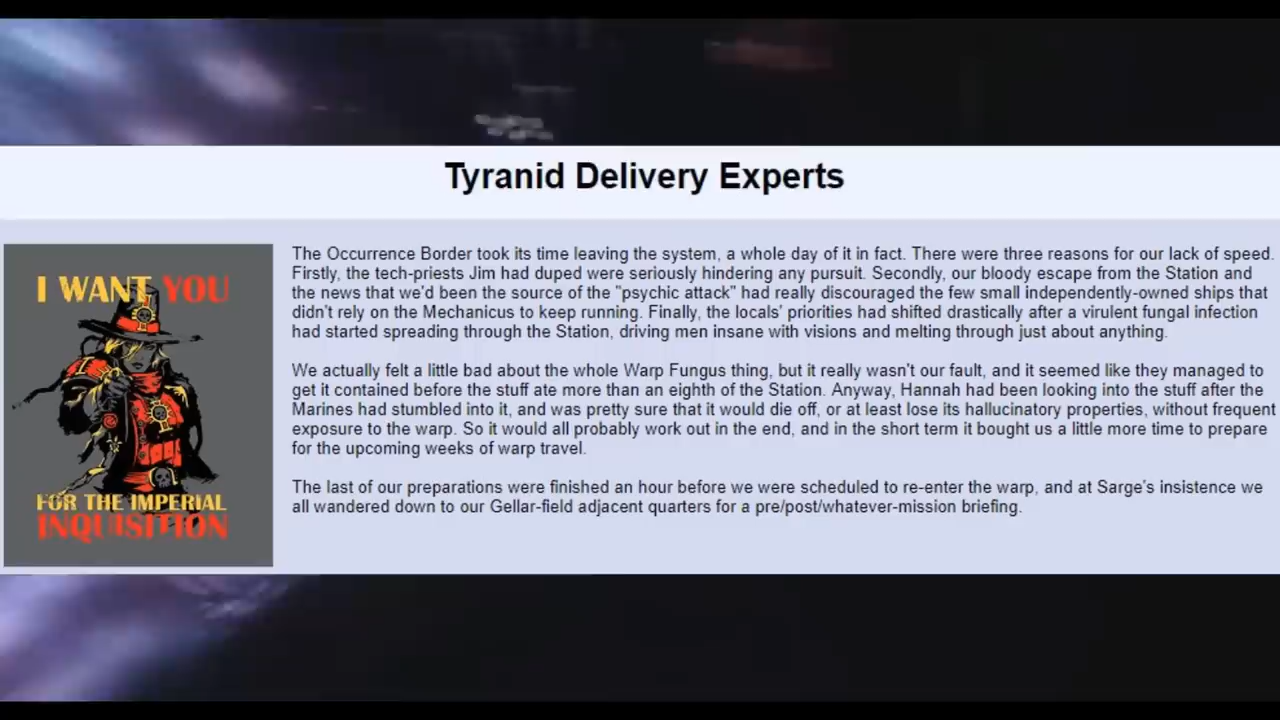 Tyranid Delivery Experts
I WANT YOU
FOR THE IMPERIAL
INQUISITION
The Occurrence Border took its time leaving the system, a whole day of it in fact. There were three reasons for our lack of speed.
Firstly, the tech-priests Jim had duped were seriously hindering any pursuit. Secondly, our bloody escape from the Station and
the news that we'd been the source of the "psychic attack" had really discouraged the few small independently-owned ships that
didn't rely on the Mechanicus to keep running. Finally, the locals' priorities had shifted drastically after a virulent fungal infection
had started spreading through the Station, driving men insane with visions and melting through just about anything.
We actually felt a little bad about the whole Warp Fungus thing, but it really wasn't our fault, and it seemed like they managed to
get it contained before the stuff ate more than an eighth of the Station. Anyway, Hannah had been looking into the stuff after the
Marines had stumbled into it, and was pretty sure that it would die off, or at least lose its hallucinatory properties, without frequent
exposure to the warp. So it would all probably work out in the end, and in the short term it bought us a little more time to prepare
for the upcoming weeks of warp travel.
The last of our preparations were finished an hour before we were scheduled to re-enter the warp, and at Sarge's insistence we
all wandered down to our Gellar-field adjacent quarters for a pre/post/whatever-mission briefing.